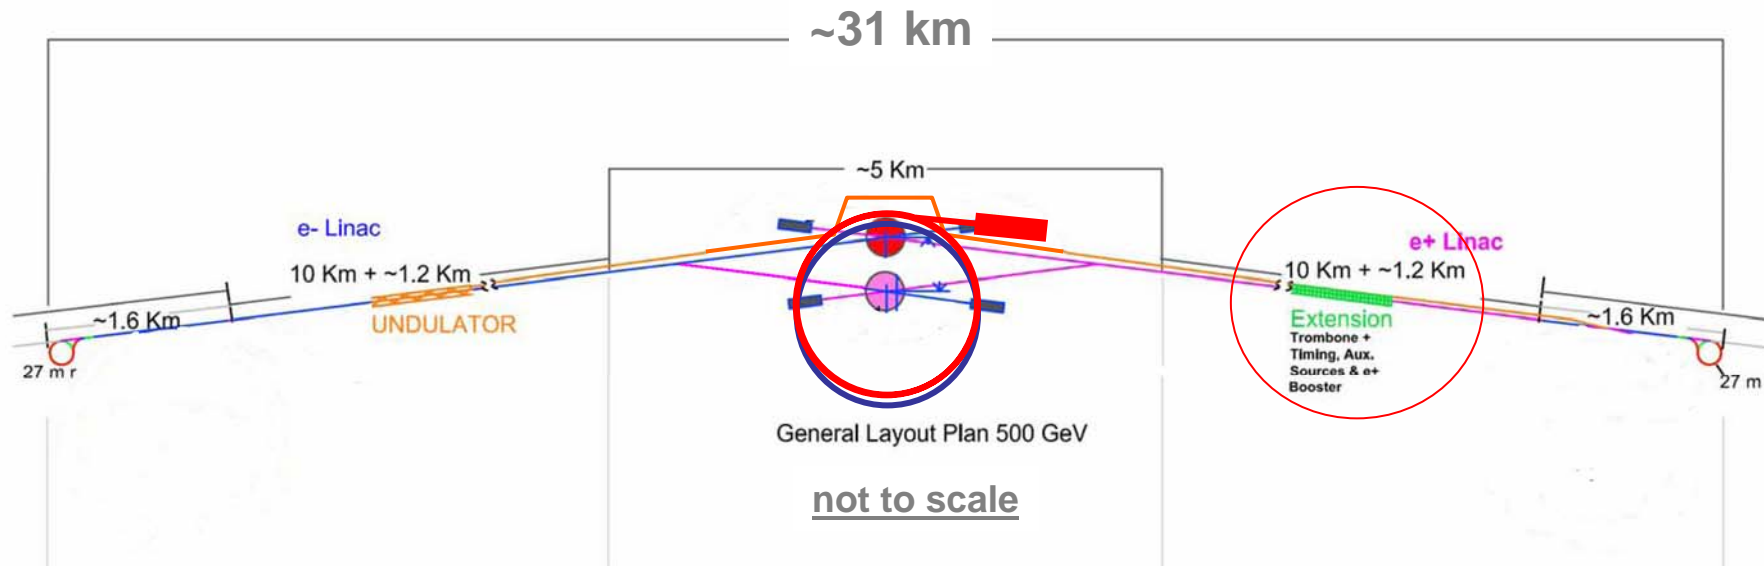 ~31 km
~5 Km
e- Linac
e+ Linac
10 Km + ~1.2 Km
10 Km + ~1.2 Km
~1.6 Km
UNDULATOR
Extension
Trombone +
Timing, Aux.
Sources & e+
Booster
~1.6 Km
27 m r
27 m
General Layout Plan 500 GeV
not to scale